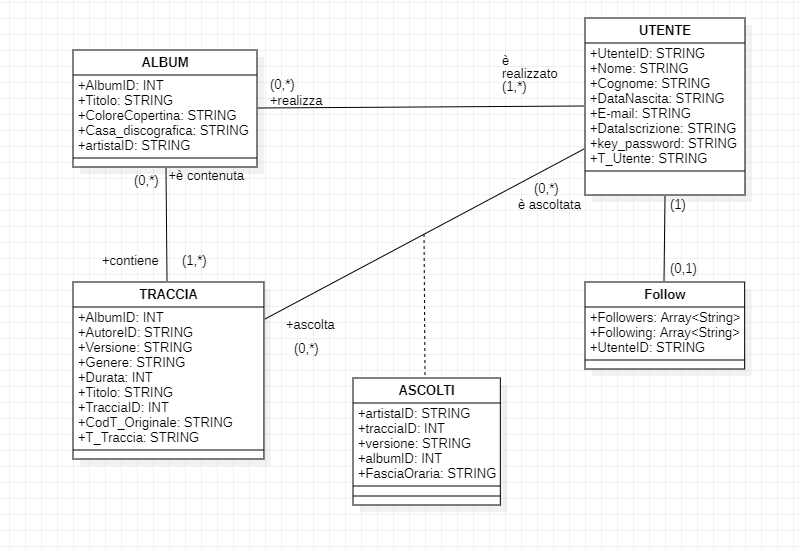 ALBUM
+AlbumID: INT
+Titolo: STRING
+ColoreCopertina: STRING
+Casa_discografica: STRING
+artistaID: STRING
(0,*)
+realizza
è
realizzato
(1,*)
UTENTE
+UtenteID: STRING
+Nome: STRING
+Cognome: STRING
+DataNascita: STRING
+E-mail: STRING
+DataIscrizione: STRING
+key_password: STRING
+T_Utente: STRING
(0,*)
+è contenuta
+contiene
(1,*)
(0,*)
è ascoltata
(1)
(0,1)
TRACCIA
+AlbumID: INT
+AutoreID: STRING
+Versione: STRING
+Genere: STRING
+Durata: INT
+Titolo: STRING
+TracciaID: INT
+CodT_Originale: STRING
+T_Traccia: STRING
+ascolta
(0,*)
Follow
+Followers: Array<String>
+Following: Array<String>
+UtenteID: STRING
ASCOLTI
+artistaID: STRING
+tracciaID: INT
+versione: STRING
+albumID: INT
+FasciaOraria: STRING